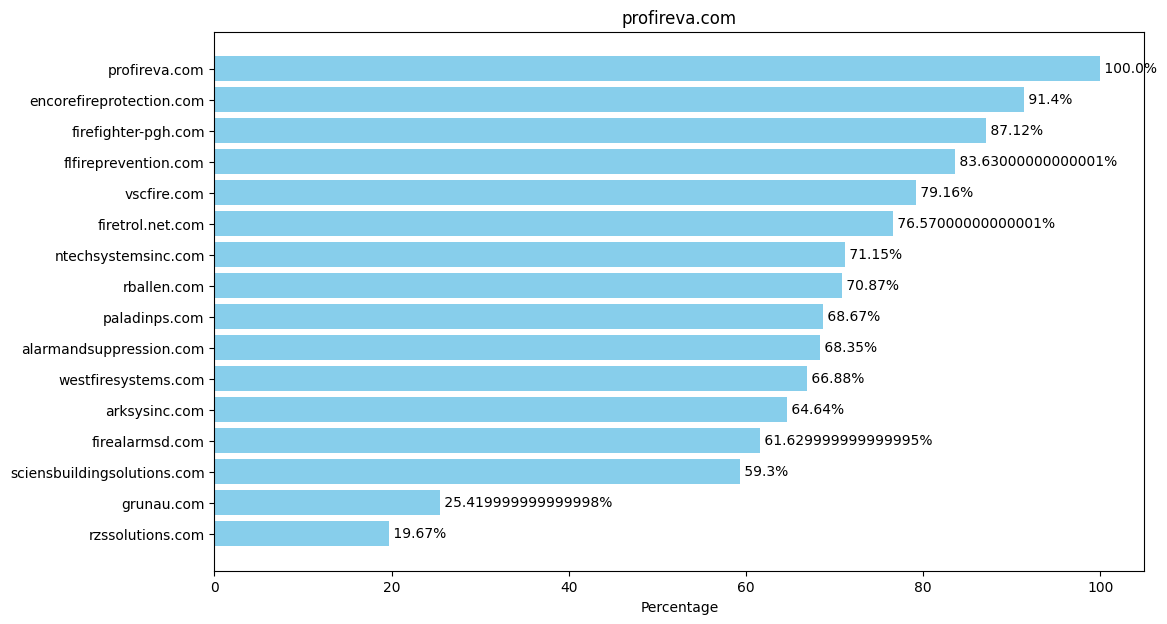 profireva.com
profireva.com 100.0%
encorefireprotection.com 91.4%
firefighter-pgh.com 87.12%
flfireprevention.com 83.63000000000001%
vscfire.com 79.16%
firetrol.net.com 76.57000000000001%
ntechsystemsinc.com 71.15%
rballen.com 70.87%
paladinps.com 68.67%
alarmandsuppression.com 68.35%
westfiresystems.com 66.88%
arksysinc.com 64.64%
firealarmsd.com 61.629999999999995%
sciensbuildingsolutions.com 59.3%
grunau.com 25.419999999999998%
rzssolutions.com 19.67%
0 20 40 60 80 100
Percentage